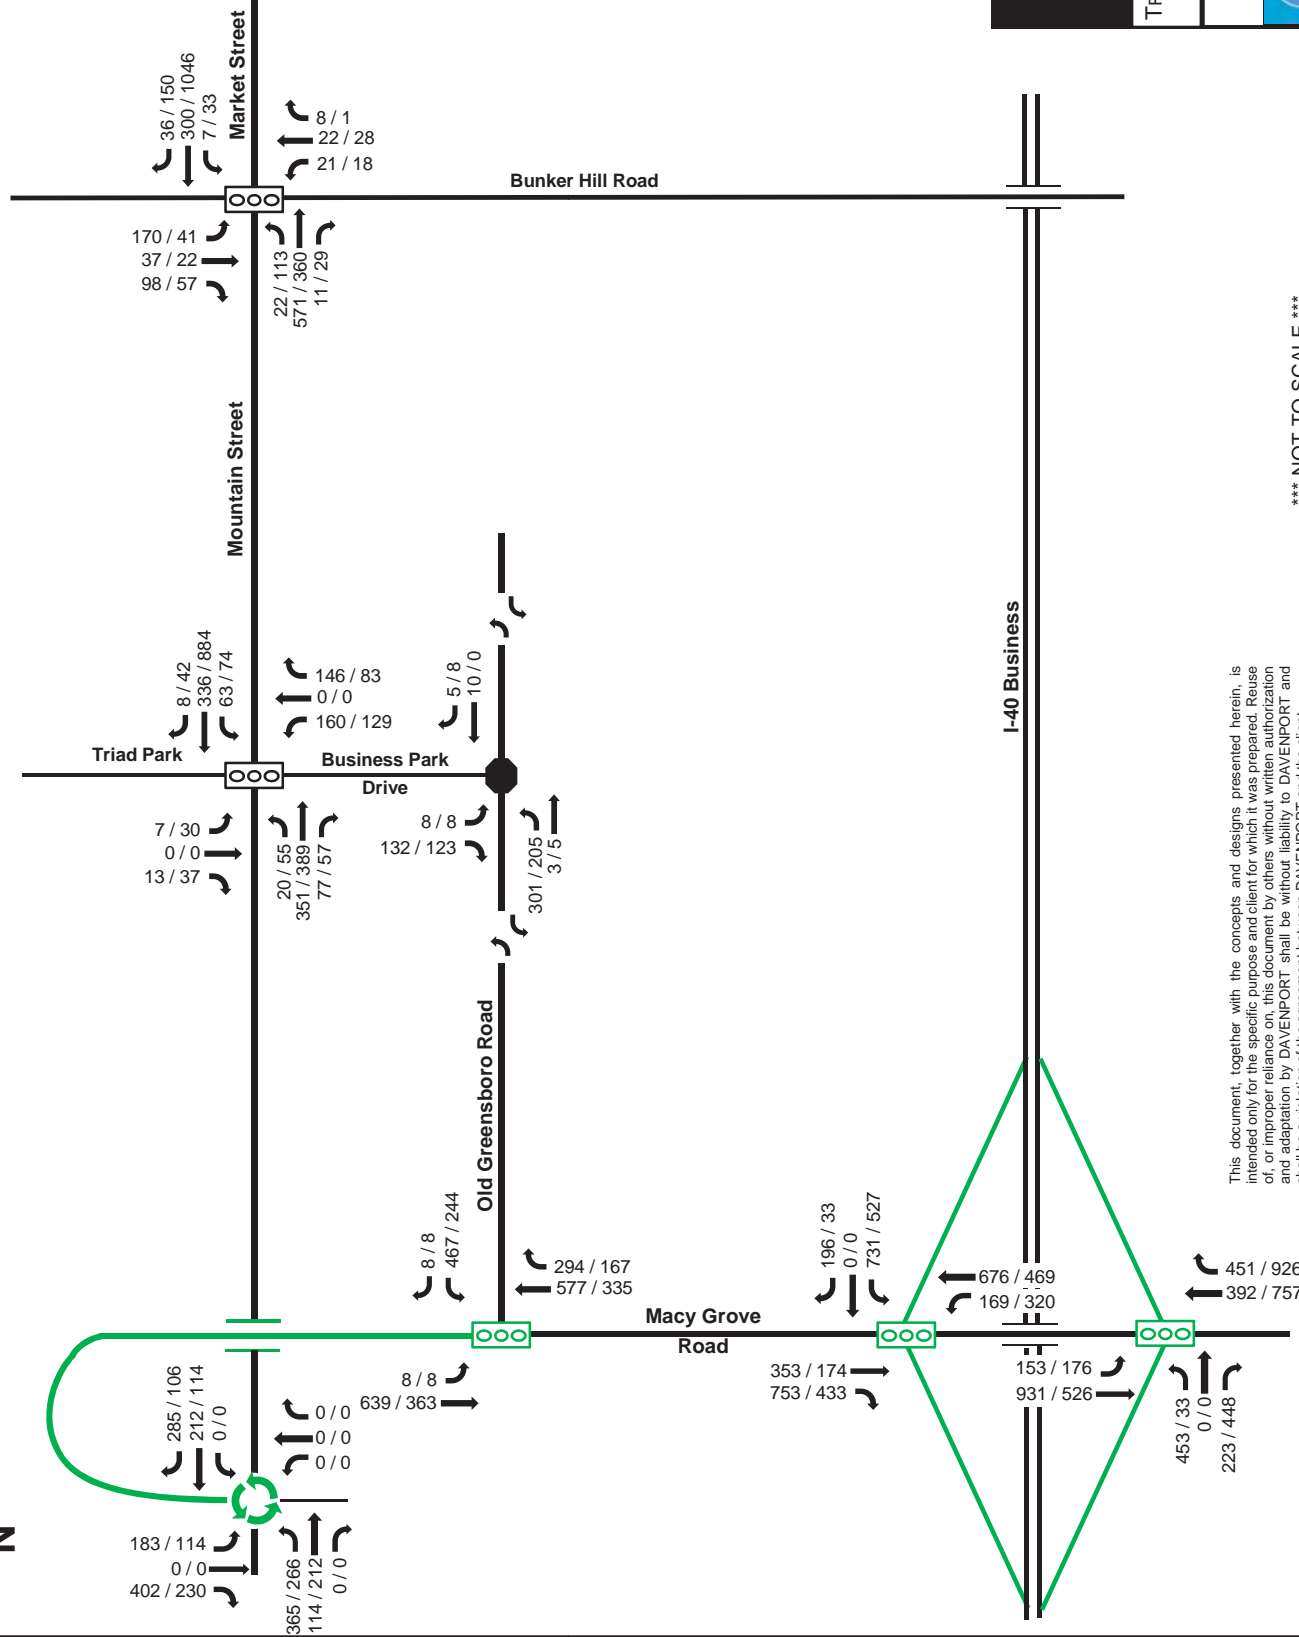 Market Street
36 / 150
300 / 1046
7 / 33
8 / 1
22 / 28
21 / 18
Bunker Hill Road
170 / 41
37 / 22
98 / 57
22 / 113
571 / 360
11 / 29
Mountain Street
8 / 42
336 / 884
63 / 74
146 / 83
0 / 0
160 / 129
Triad Park
Business Park
Drive
7 / 30
0 / 0
13 / 37
20 / 55
351 / 389
77 / 57
5 / 8
10 / 0
8 / 8
132 / 123
301 / 205
3 / 5
I-40 Business
Old Greensboro Road
8 / 8
467 / 244
294 / 167
577 / 335
8 / 8
639 / 363
Macy Grove
Road
196 / 33
0 / 0
731 / 527
676 / 469
169 / 320
353 / 174
753 / 433
153 / 176
931 / 526
451 / 926
392 / 757
453 / 33
0 / 0
223 / 448
285 / 106
212 / 114
0 / 0
0 / 0
0 / 0
0 / 0
183 / 114
0 / 0
402 / 230
365 / 266
114 / 212
0 / 0
N
*** NOT TO SCALE ***
This document, together with the concepts and designs presented herein, is
intended only for the specific purpose and client for which it was prepared. Reuse
of, or improper reliance on, this document by others without written authorization
and adaptation by DAVENPORT shall be without liability to DAVENPORT and